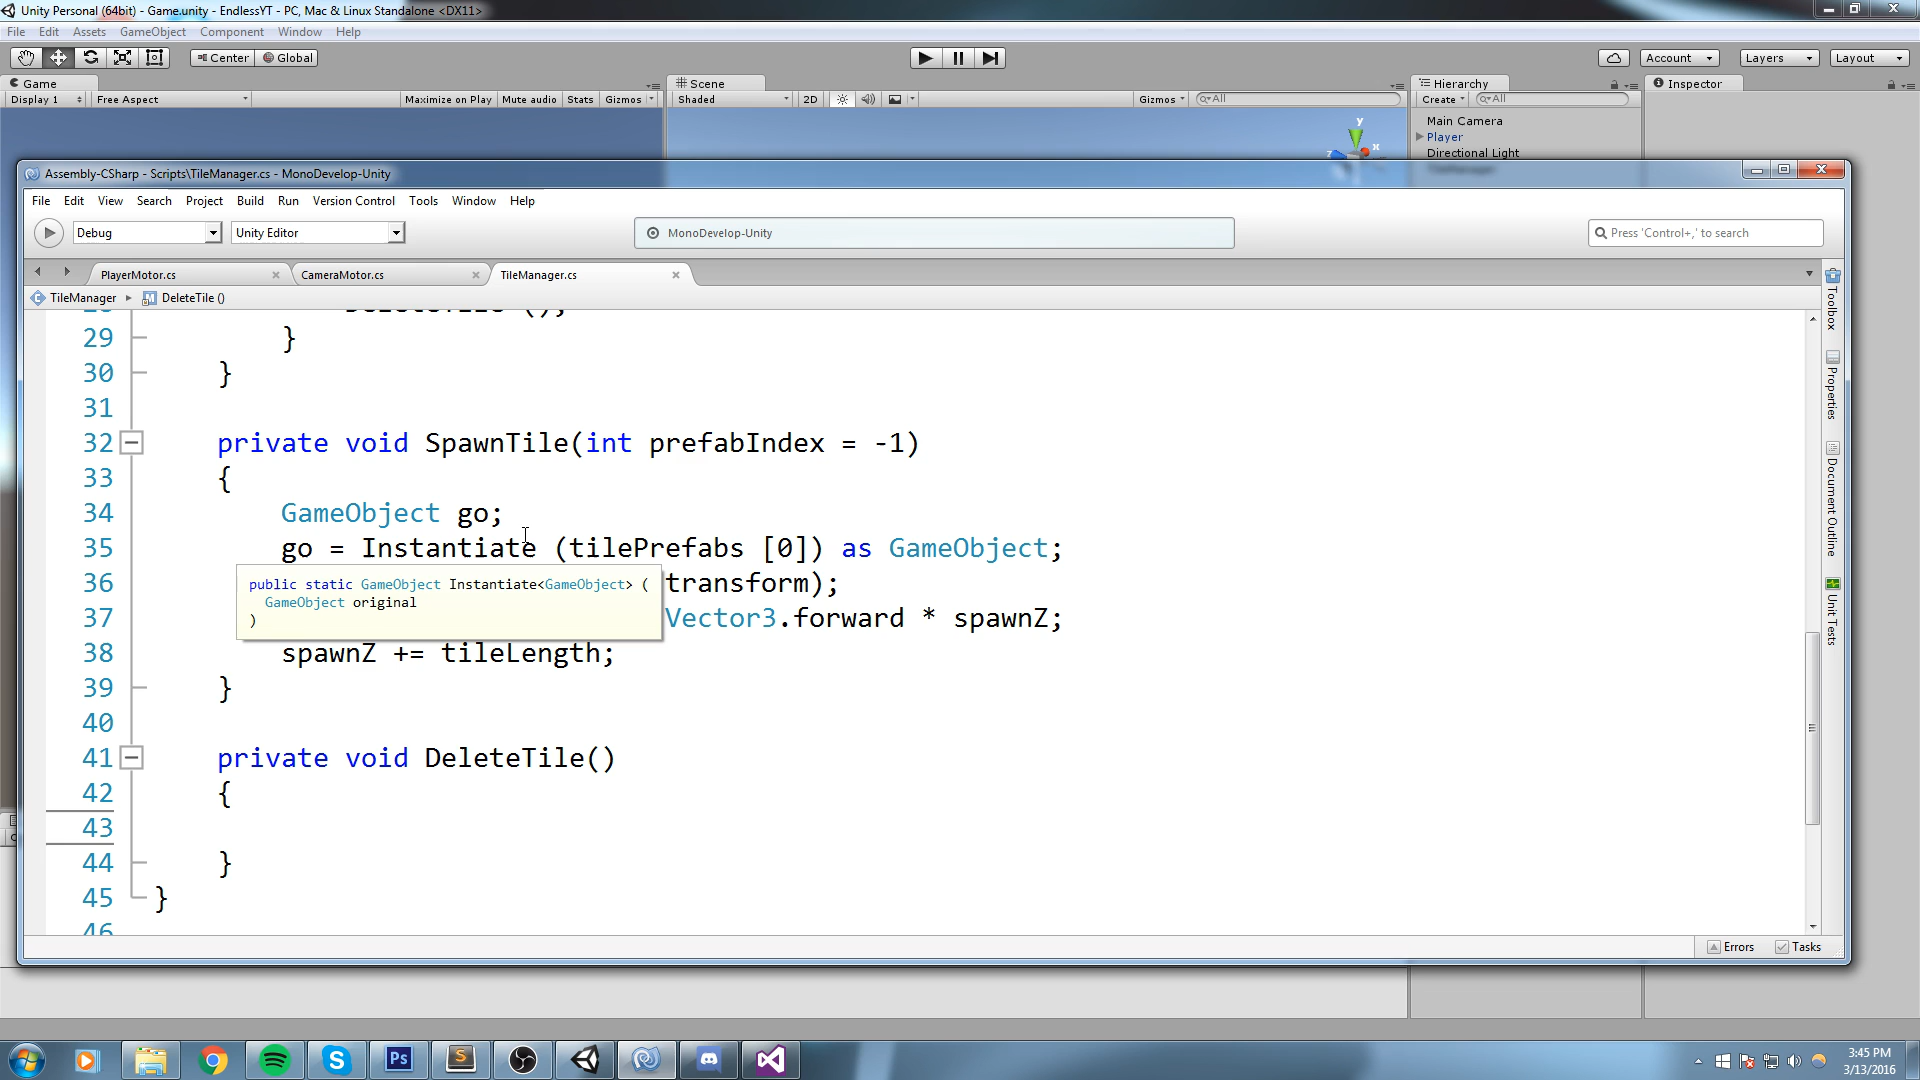 Unity Personal (64bit) - Game.unity - EndlessYT - PC, Mac & Linux Standalone <DX11>
File Edit Assets GameObject Component Window Help
Center Global Account Layers Layout
Game Scene Hierarchy Inspector
Display 1 Free Aspect Maximize on Play Mute audio Stats Gizmos Shaded 2D Gizmos All Create All
y
x
z
Main Camera
Player
Directional Light
TileManager
Assembly-CSharp - Scripts\TileManager.cs - MonoDevelop-Unity
File Edit View Search Project Build Run Version Control Tools Window Help
Debug Unity Editor MonoDevelop-Unity Press 'Control+,' to search
PlayerMotor.cs CameraMotor.cs TileManager.cs
TileManager DeleteTile ()
28 DeleteTile ();
29 }
30 }
31
32 private void SpawnTile(int prefabIndex = -1)
33 {
34 GameObject go;
35 go = Instantiate (tilePrefabs [0]) as GameObject;
36 transform);
37 Vector3.forward * spawnZ;
public static GameObject Instantiate<GameObject> (
GameObject original
)
38 spawnZ += tileLength;
39 }
40
41 private void DeleteTile()
42 {
43
44 }
45 }
46
Toolbox
Properties
Document Outline
Unit Tests
Errors Tasks
Ps S
3:45 PM
3/13/2016